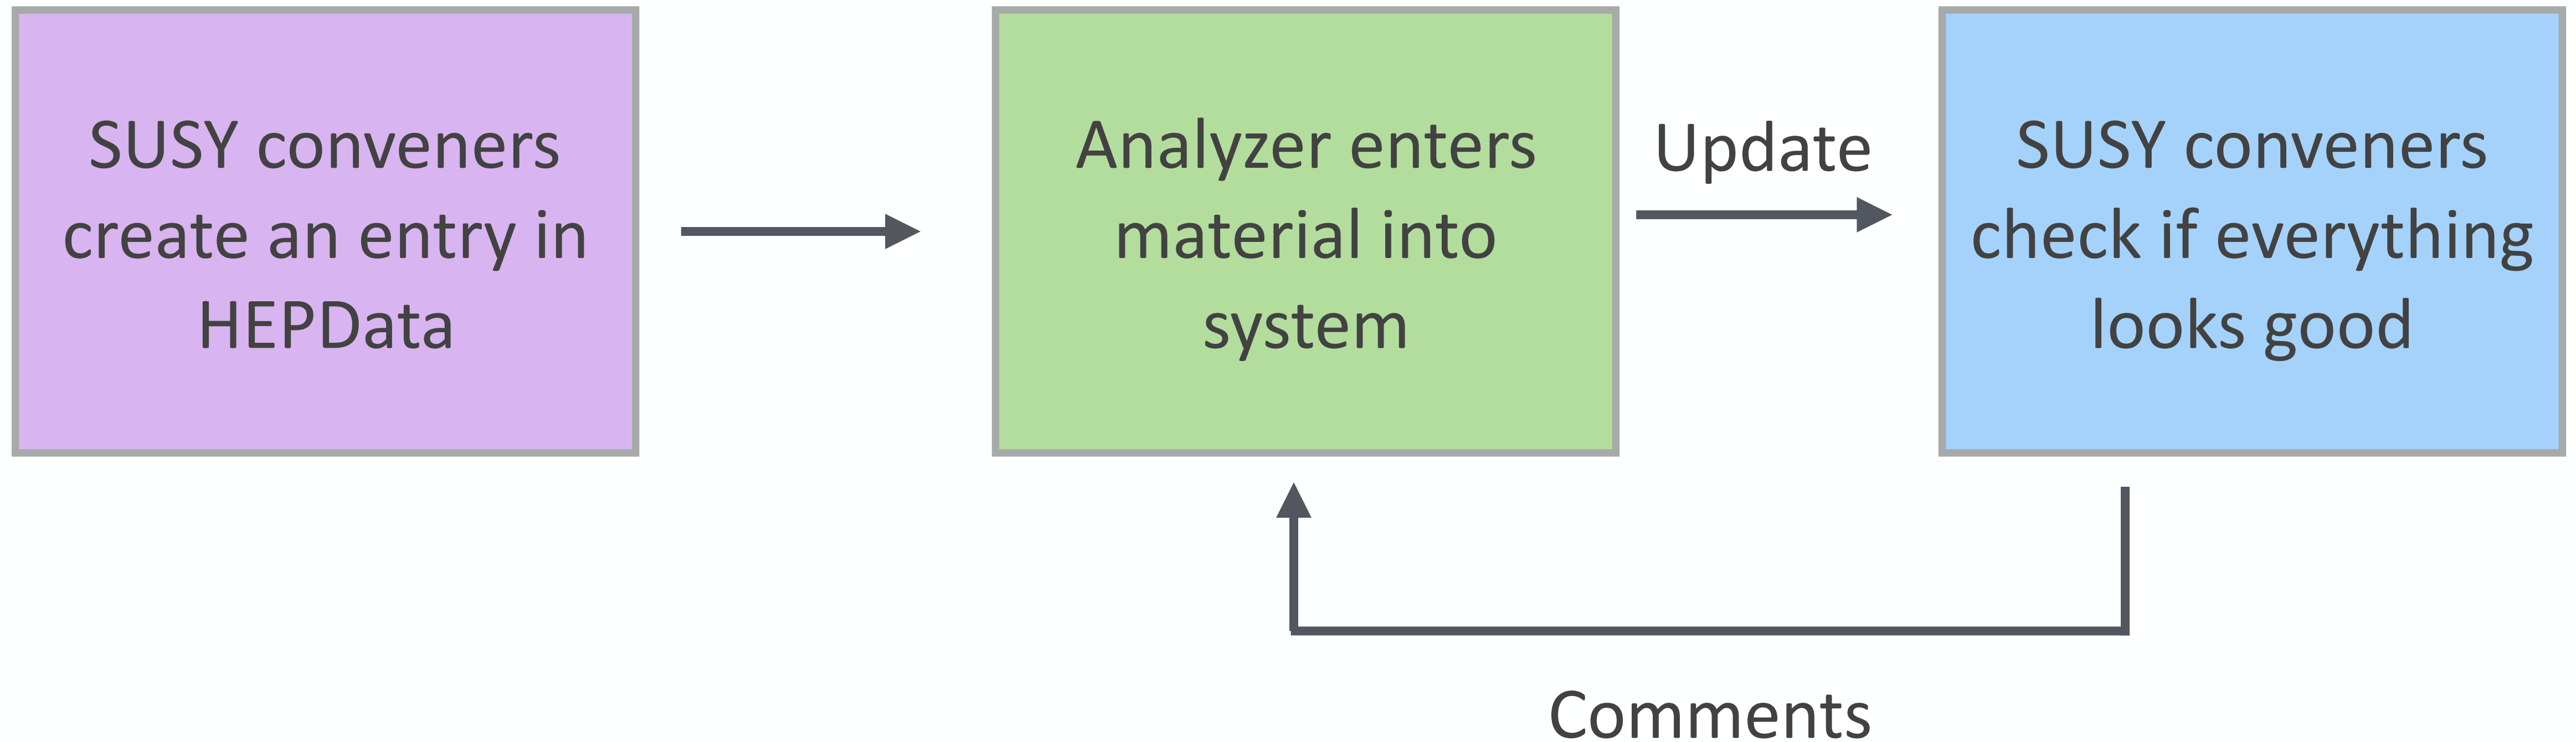 SUSY conveners
create an entry in
HEPData
Analyzer enters
material into
system
Update
SUSY conveners
check if everything
looks good
Comments